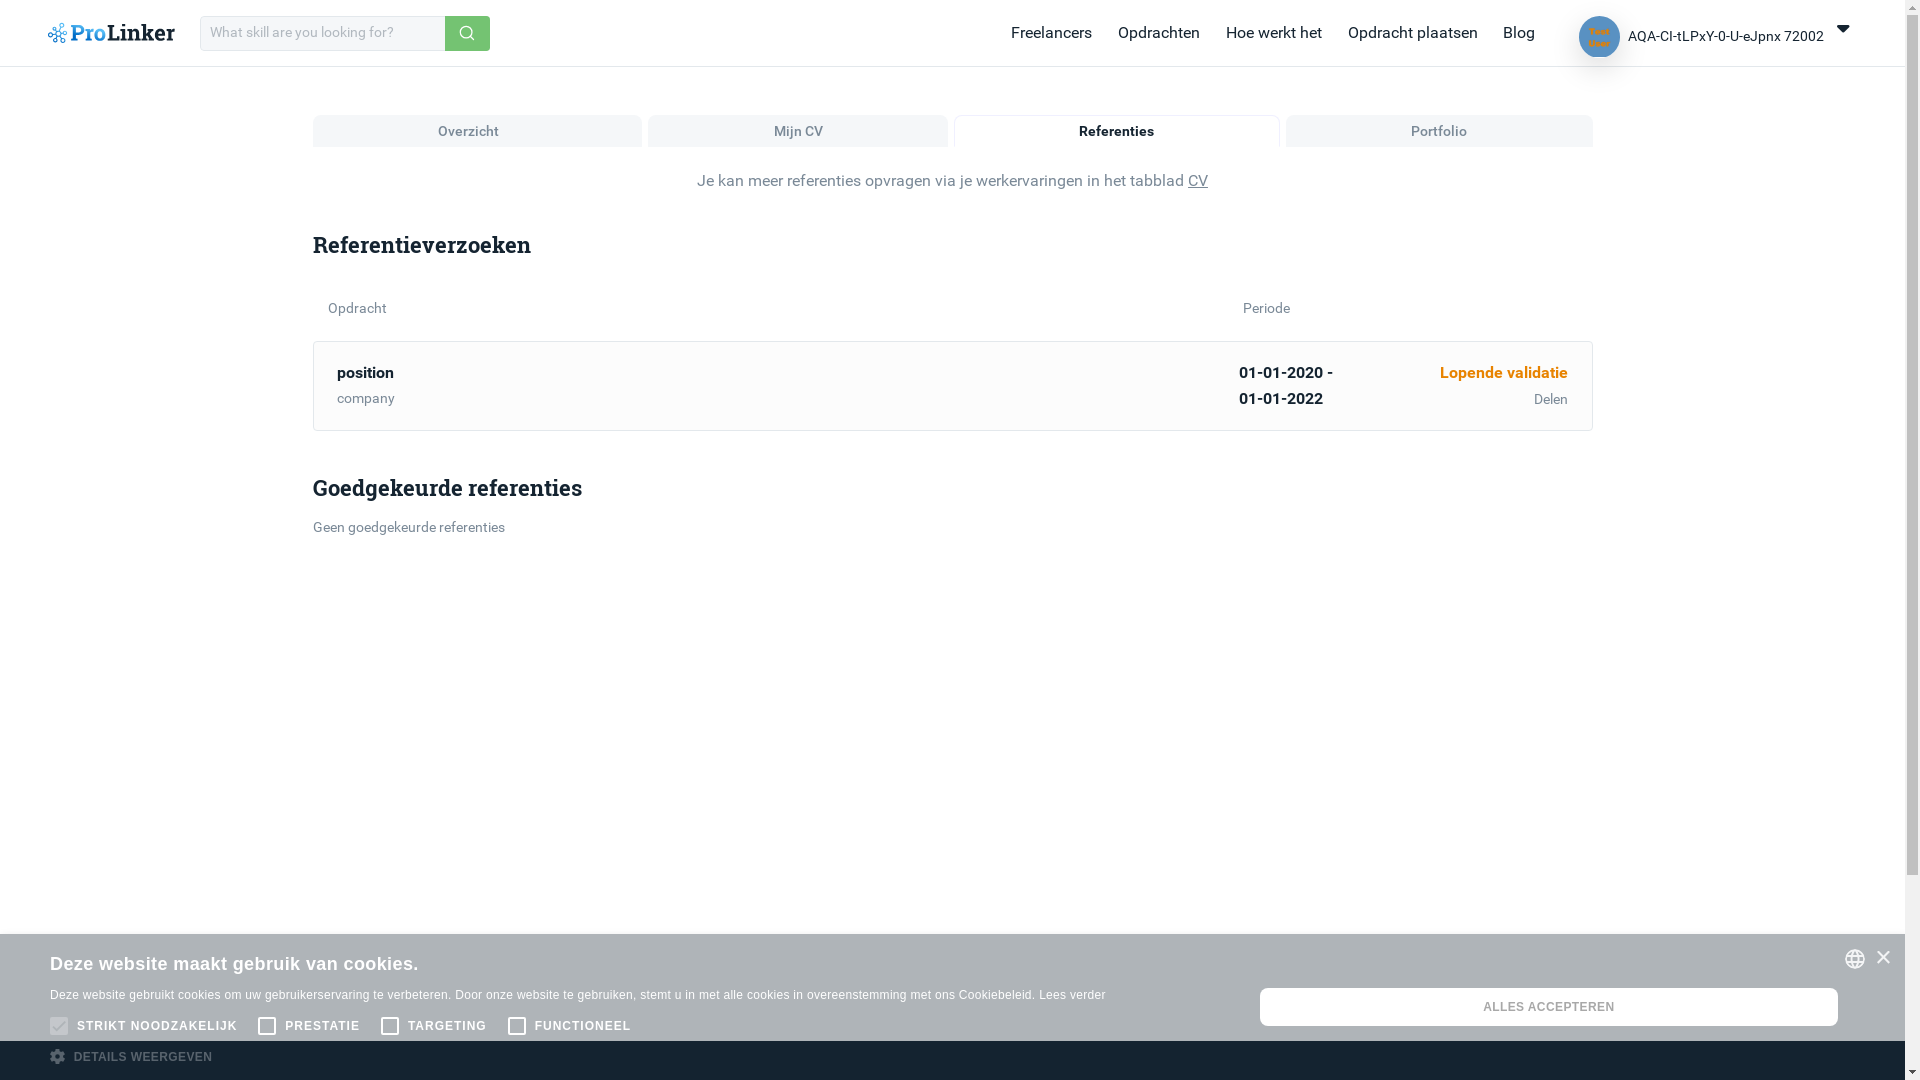 ProLinker
What skill are you looking for?
Freelancers
Opdrachten
Hoe werkt het
Opdracht plaatsen
Blog
Test
User
AQA-CI-tLPxY-0-U-eJpnx 72002
Overzicht
Mijn CV
Referenties
Portfolio
Je kan meer referenties opvragen via je werkervaringen in het tabblad CV
Referentieverzoeken
Opdracht
Periode
position
company
01-01-2020 -
01-01-2022
Lopende validatie
Delen
Goedgekeurde referenties
Geen goedgekeurde referenties
Deze website maakt gebruik van cookies.
Deze website gebruikt cookies om uw gebruikerservaring te verbeteren. Door onze website te gebruiken, stemt u in met alle cookies in overeenstemming met ons Cookiebeleid. Lees verder
STRIKT NOODZAKELIJK
PRESTATIE
TARGETING
FUNCTIONEEL
DETAILS WEERGEVEN
ALLES ACCEPTEREN